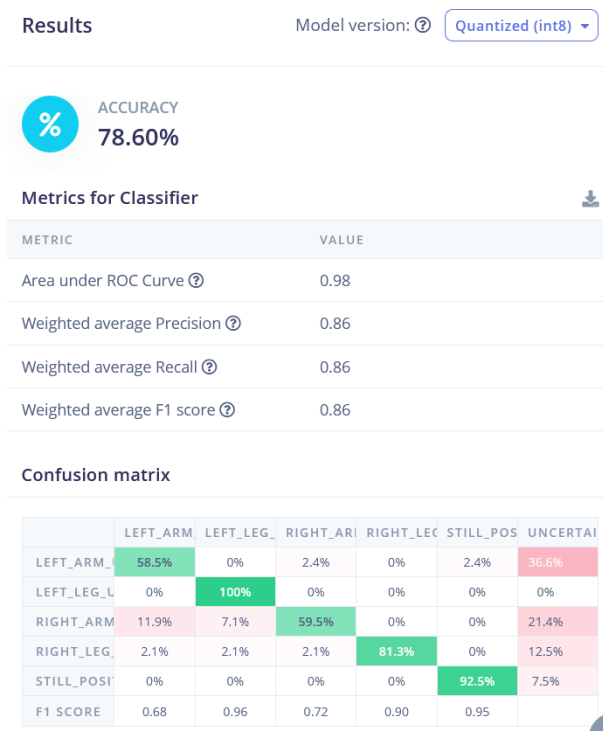 Results Model version: Quantized (int8)
%
ACCURACY
78.60%
Metrics for Classifier
METRIC VALUE
Area under ROC Curve ? 0.98
Weighted average Precision ? 0.86
Weighted average Recall ? 0.86
Weighted average F1 score ? 0.86
Confusion matrix
LEFT_ARM_ LEFT_LEG_ RIGHT_AR RIGHT_LEG STILL_POS UNCERTAI
LEFT_ARM_U 58.5% 0% 2.4% 0% 2.4% 36.6%
LEFT_LEG_U 0% 100% 0% 0% 0% 0%
RIGHT_ARM 11.9% 7.1% 59.5% 0% 0% 21.4%
RIGHT_LEG_ 2.1% 2.1% 2.1% 81.3% 0% 12.5%
STILL_POSIT 0% 0% 0% 0% 92.5% 7.5%
F1 SCORE 0.68 0.96 0.72 0.90 0.95